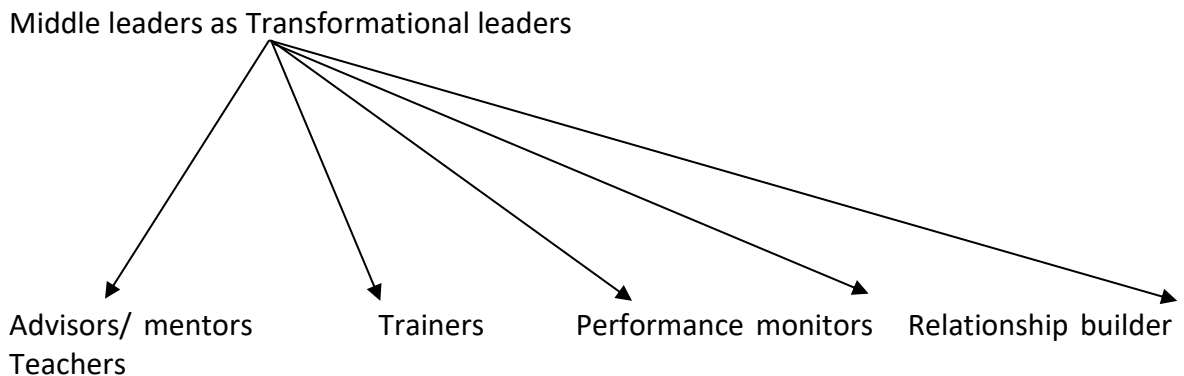 Middle leaders as Transformational leaders
Advisors/ mentors Trainers Performance monitors Relationship builder
Teachers